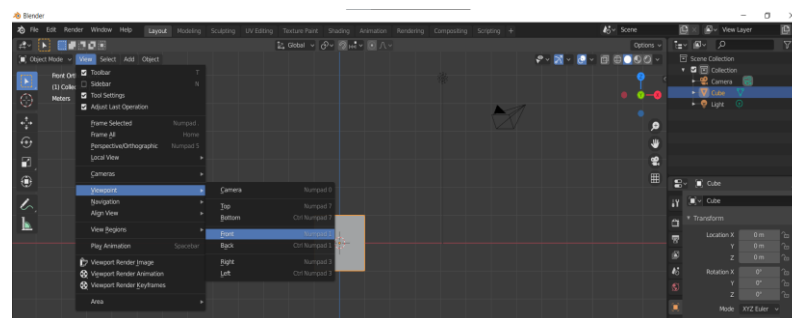 Blender
File Edit Render Window Help Layout Modeling Sculpting UV Editing Texture Paint Shading Animation Rendering Compositing Scripting + Scene View Layer
Global Options
Object Mode View Select Add Object
Scene Collection
Collection
Camera
Cube
Light
Front Ort
(1) Collec
Meters
Toolbar T
Sidebar N
Tool Settings
Adjust Last Operation
Frame Selected Numpad .
Frame All Home
Perspective/Orthographic Numpad 5
Local View
Cameras
Viewpoint
Navigation
Align View
View Regions
Play Animation Spacebar
Viewport Render Image
Viewport Render Animation
Viewport Render Keyframes
Area
Camera Numpad 0
Top Numpad 7
Bottom Ctrl Numpad 7
Front Numpad 1
Back Ctrl Numpad 1
Right Numpad 3
Left Ctrl Numpad 3
Cube
Cube
Transform
Location X 0 m
Y 0 m
Z 0 m
Rotation X 0°
Y 0°
Z 0°
Mode XYZ Euler